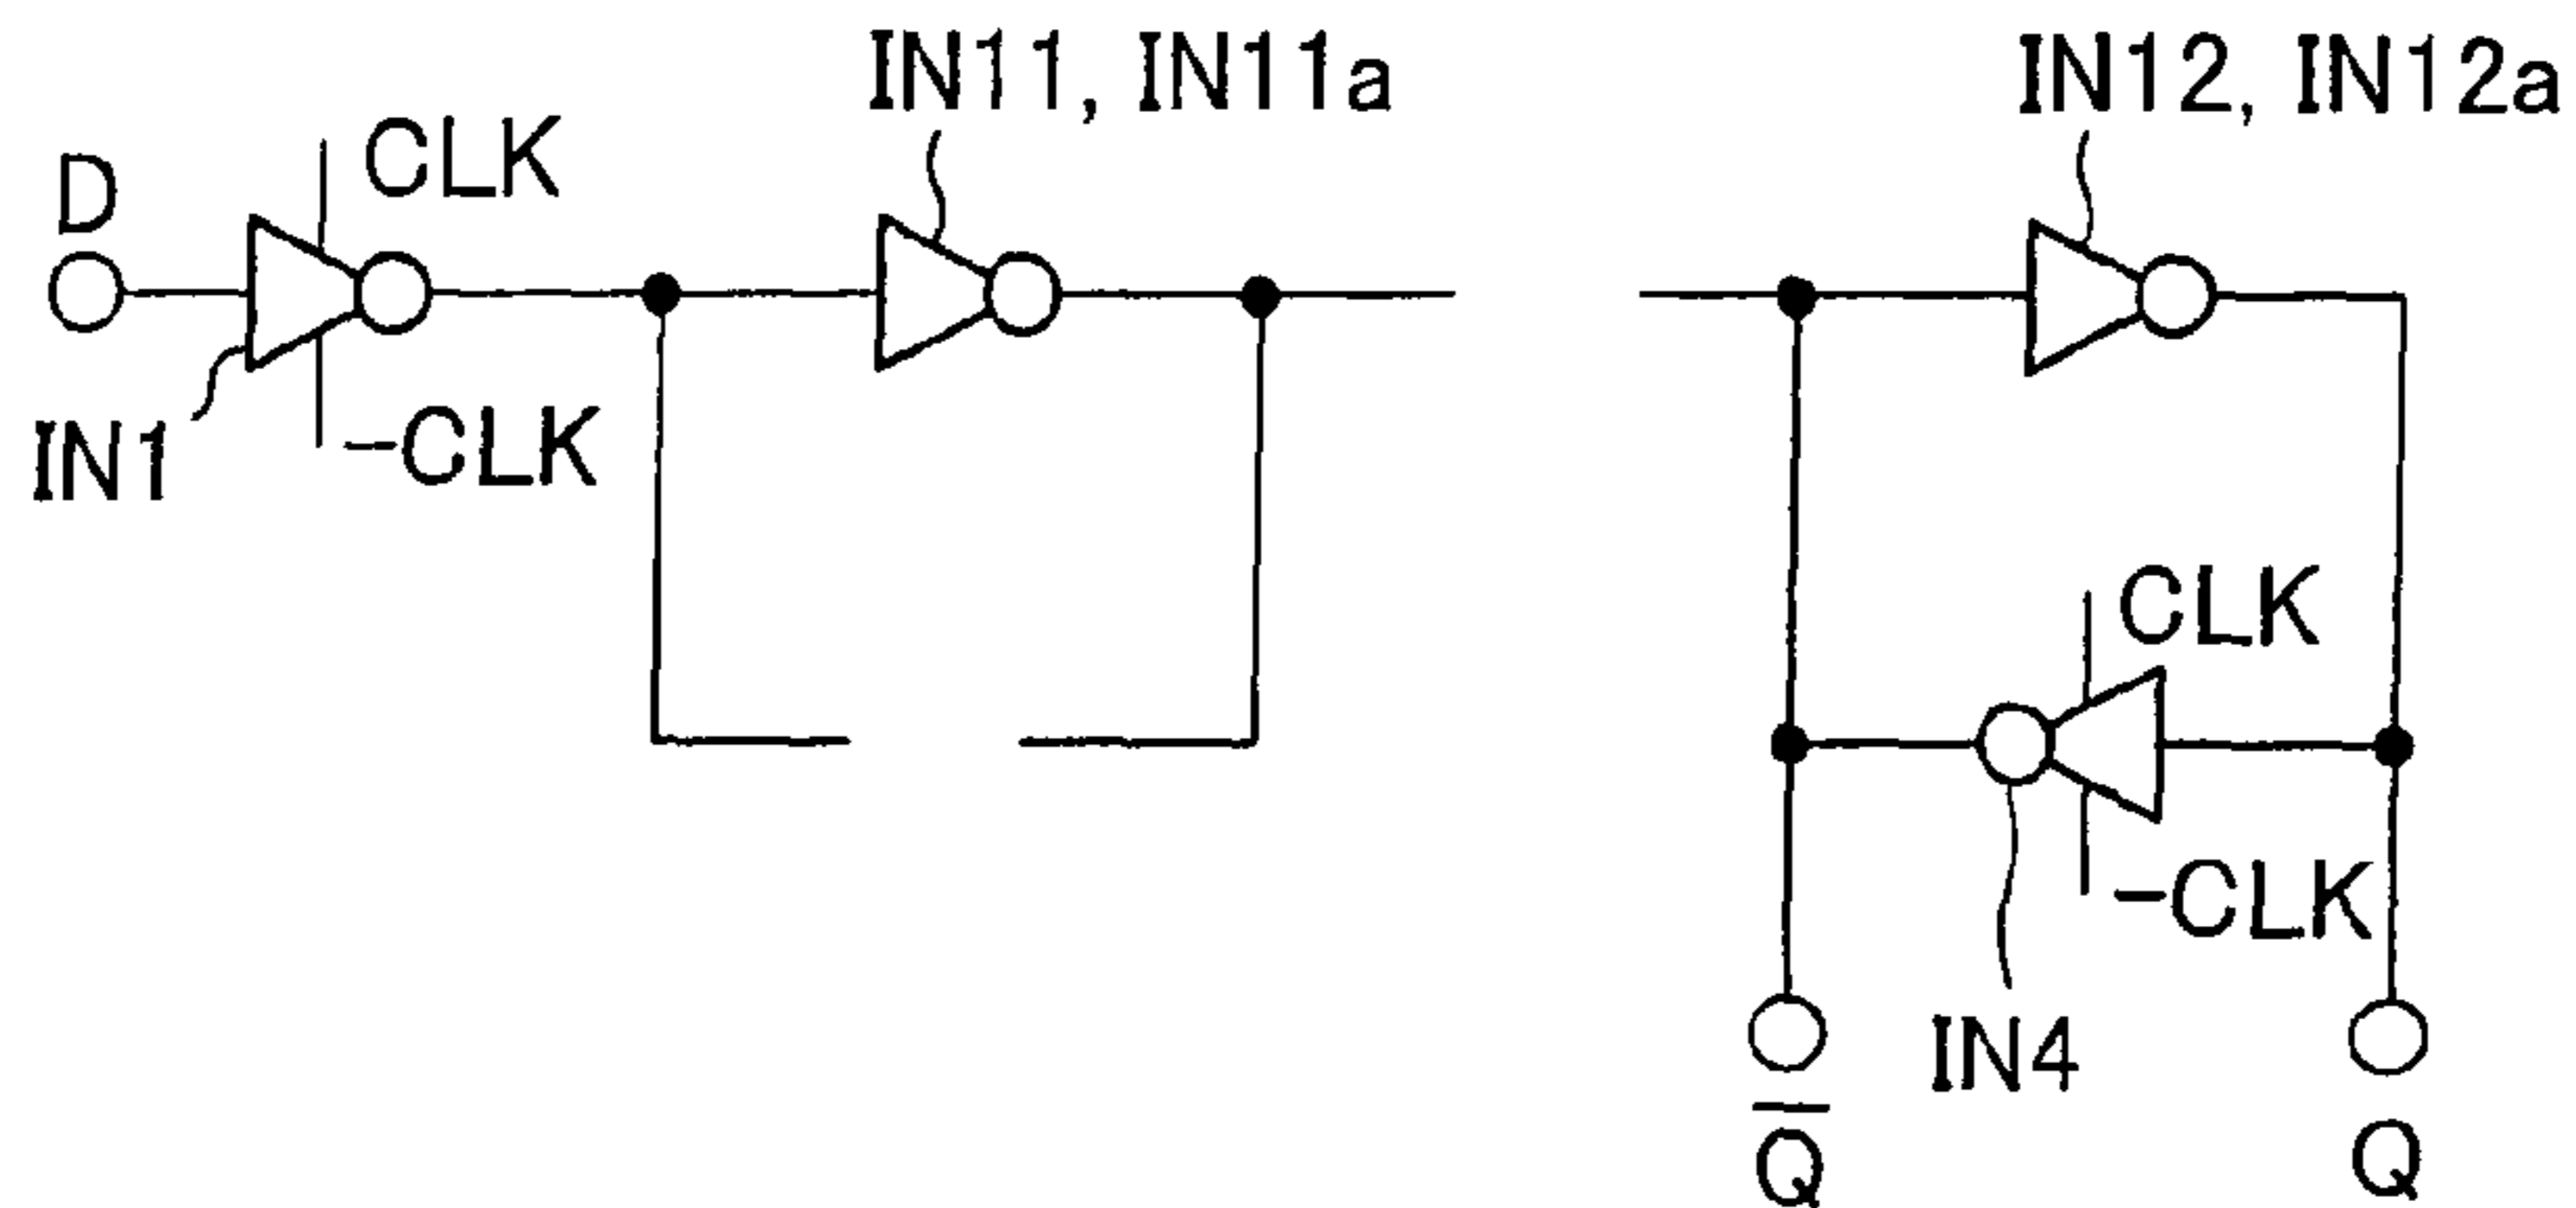 IN11, IN11a
IN12, IN12a
CLK
D
IN1
-CLK
CLK
-CLK
IN4
Q̅
Q